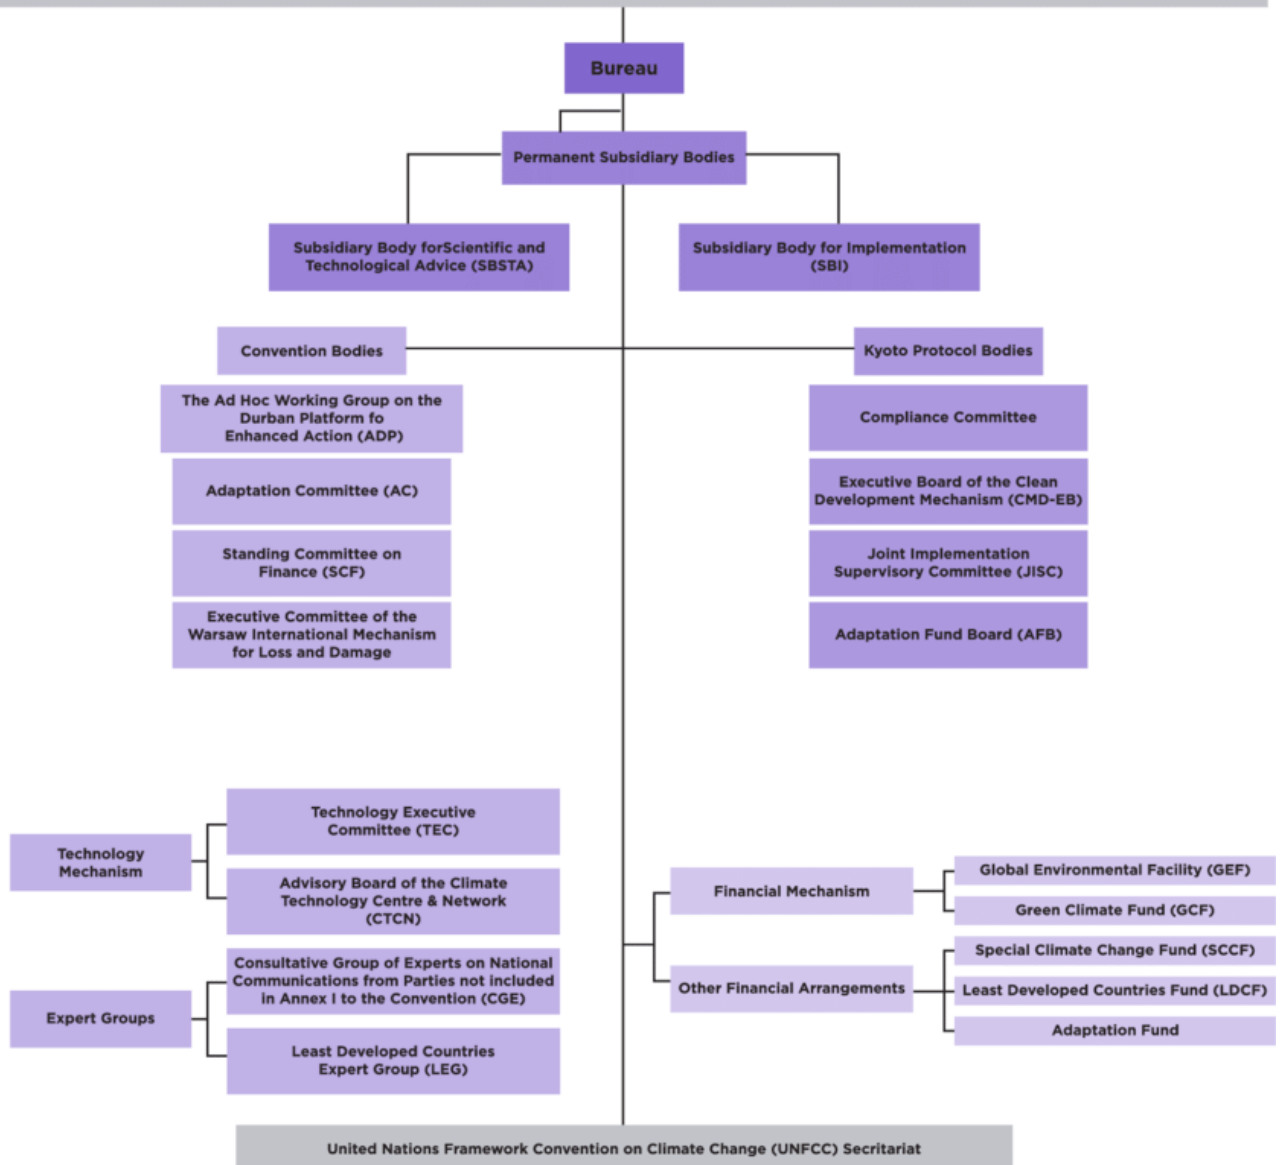 Bureau
Permanent Subsidiary Bodies
Subsidiary Body forScientific and
Technological Advice (SBSTA)
Subsidiary Body for Implementation
(SBI)
Convention Bodies
The Ad Hoc Working Group on the
Durban Platform fo
Enhanced Action (ADP)
Adaptation Committee (AC)
Standing Committee on
Finance (SCF)
Executive Committee of the
Warsaw International Mechanism
for Loss and Damage
Kyoto Protocol Bodies
Compliance Committee
Executive Board of the Clean
Development Mechanism (CMD-EB)
Joint Implementation
Supervisory Committee (JISC)
Adaptation Fund Board (AFB)
Technology
Mechanism
Technology Executive
Committee (TEC)
Advisory Board of the Climate
Technology Centre & Network
(CTCN)
Expert Groups
Consultative Group of Experts on National
Communications from Parties not included
in Annex I to the Convention (CGE)
Least Developed Countries
Expert Group (LEG)
Financial Mechanism
Global Environmental Facility (GEF)
Green Climate Fund (GCF)
Other Financial Arrangements
Special Climate Change Fund (SCCF)
Least Developed Countries Fund (LDCF)
Adaptation Fund
United Nations Framework Convention on Climate Change (UNFCC) Secritariat